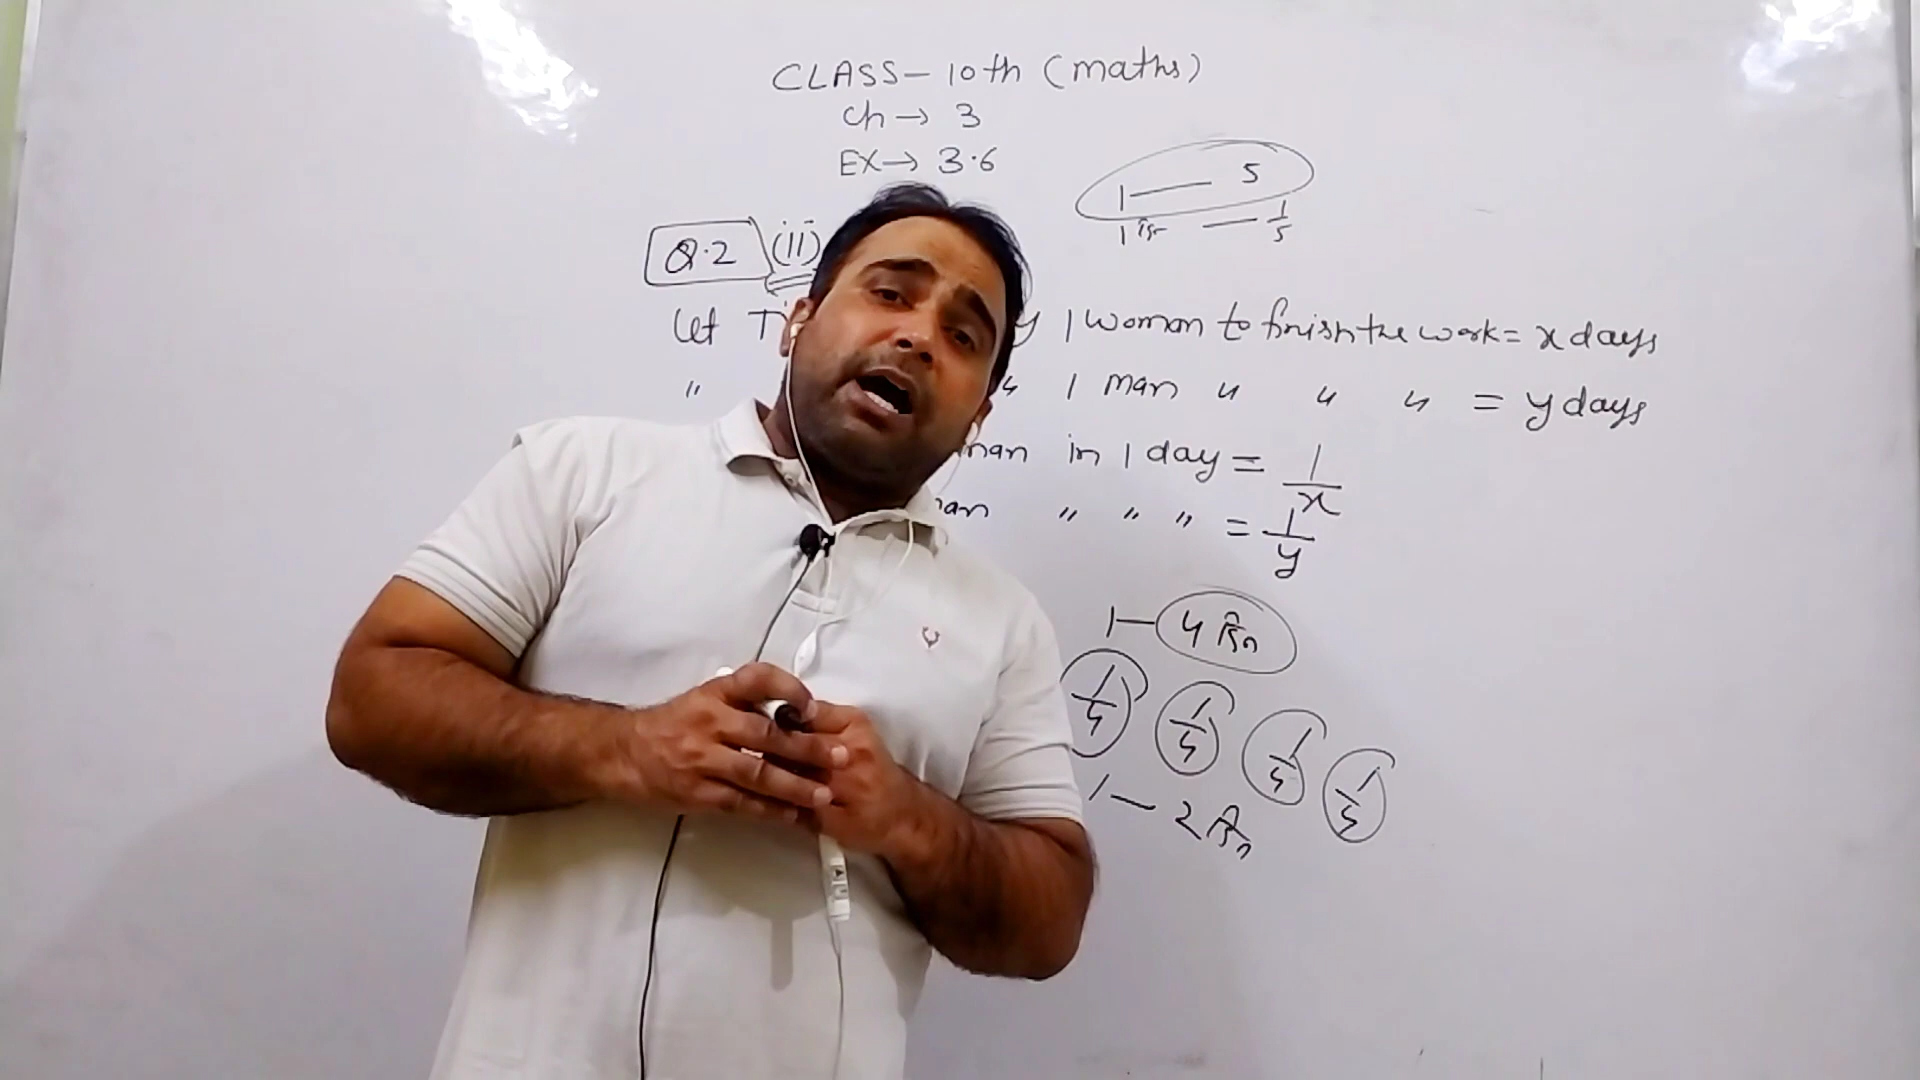 CLASS - 10th (maths)
Ch → 3
EX → 3.6
1 — 5
1 दिन — 1/5
Q.2 (ii)
Let 1 woman to finish the work = x days
" 1 man " " " = y days
man in 1 day = 1/x
man " " " = 1/y
1 — 4 दिन
1/4 1/4 1/4 1/4
1 — 2 दिन